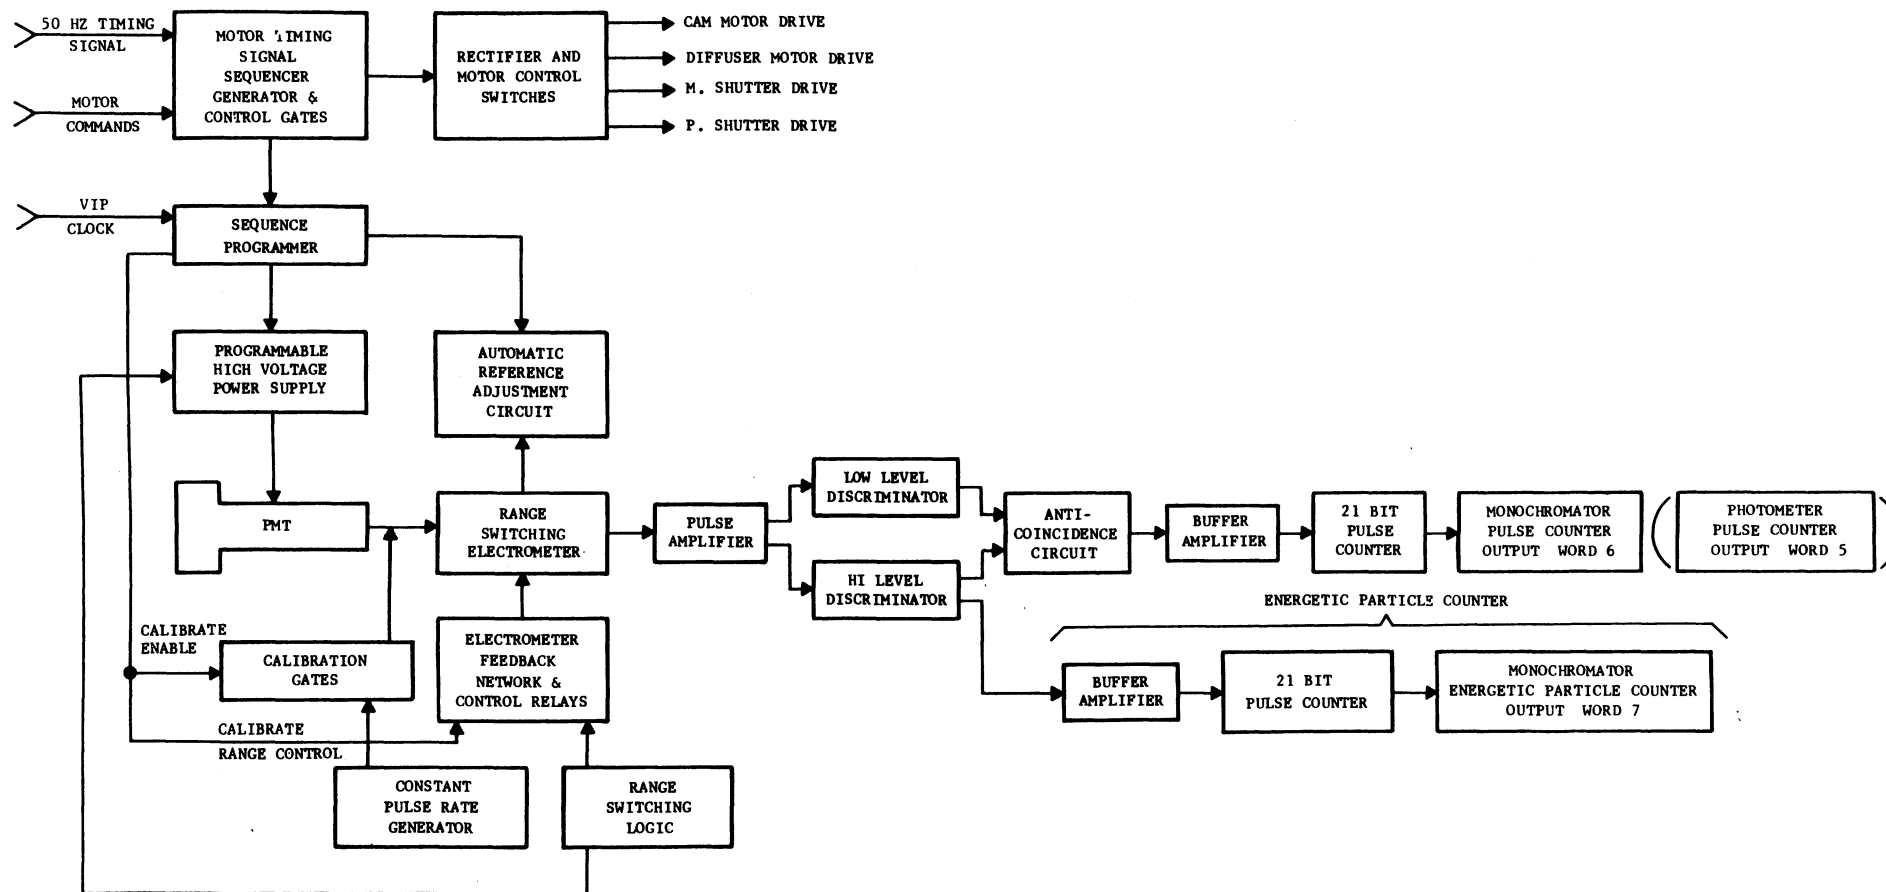 50 HZ TIMING
SIGNAL
MOTOR
COMMANDS
MOTOR TIMING
SIGNAL
SEQUENCER
GENERATOR &
CONTROL GATES
RECTIFIER AND
MOTOR CONTROL
SWITCHES
CAM MOTOR DRIVE
DIFFUSER MOTOR DRIVE
M. SHUTTER DRIVE
P. SHUTTER DRIVE
VIP
CLOCK
SEQUENCE
PROGRAMMER
PROGRAMMABLE
HIGH VOLTAGE
POWER SUPPLY
AUTOMATIC
REFERENCE
ADJUSTMENT
CIRCUIT
PMT
RANGE
SWITCHING
ELECTROMETER
PULSE
AMPLIFIER
LOW LEVEL
DISCRIMINATOR
HI LEVEL
DISCRIMINATOR
ANTI-
COINCIDENCE
CIRCUIT
BUFFER
AMPLIFIER
21 BIT
PULSE
COUNTER
MONOCHROMATOR
PULSE COUNTER
OUTPUT WORD 6
PHOTOMETER
PULSE COUNTER
OUTPUT WORD 5
ENERGETIC PARTICLE COUNTER
CALIBRATE
ENABLE
CALIBRATION
GATES
ELECTROMETER
FEEDBACK
NETWORK &
CONTROL RELAYS
BUFFER
AMPLIFIER
21 BIT
PULSE COUNTER
MONOCHROMATOR
ENERGETIC PARTICLE COUNTER
OUTPUT WORD 7
CALIBRATE
RANGE CONTROL
CONSTANT
PULSE RATE
GENERATOR
RANGE
SWITCHING
LOGIC